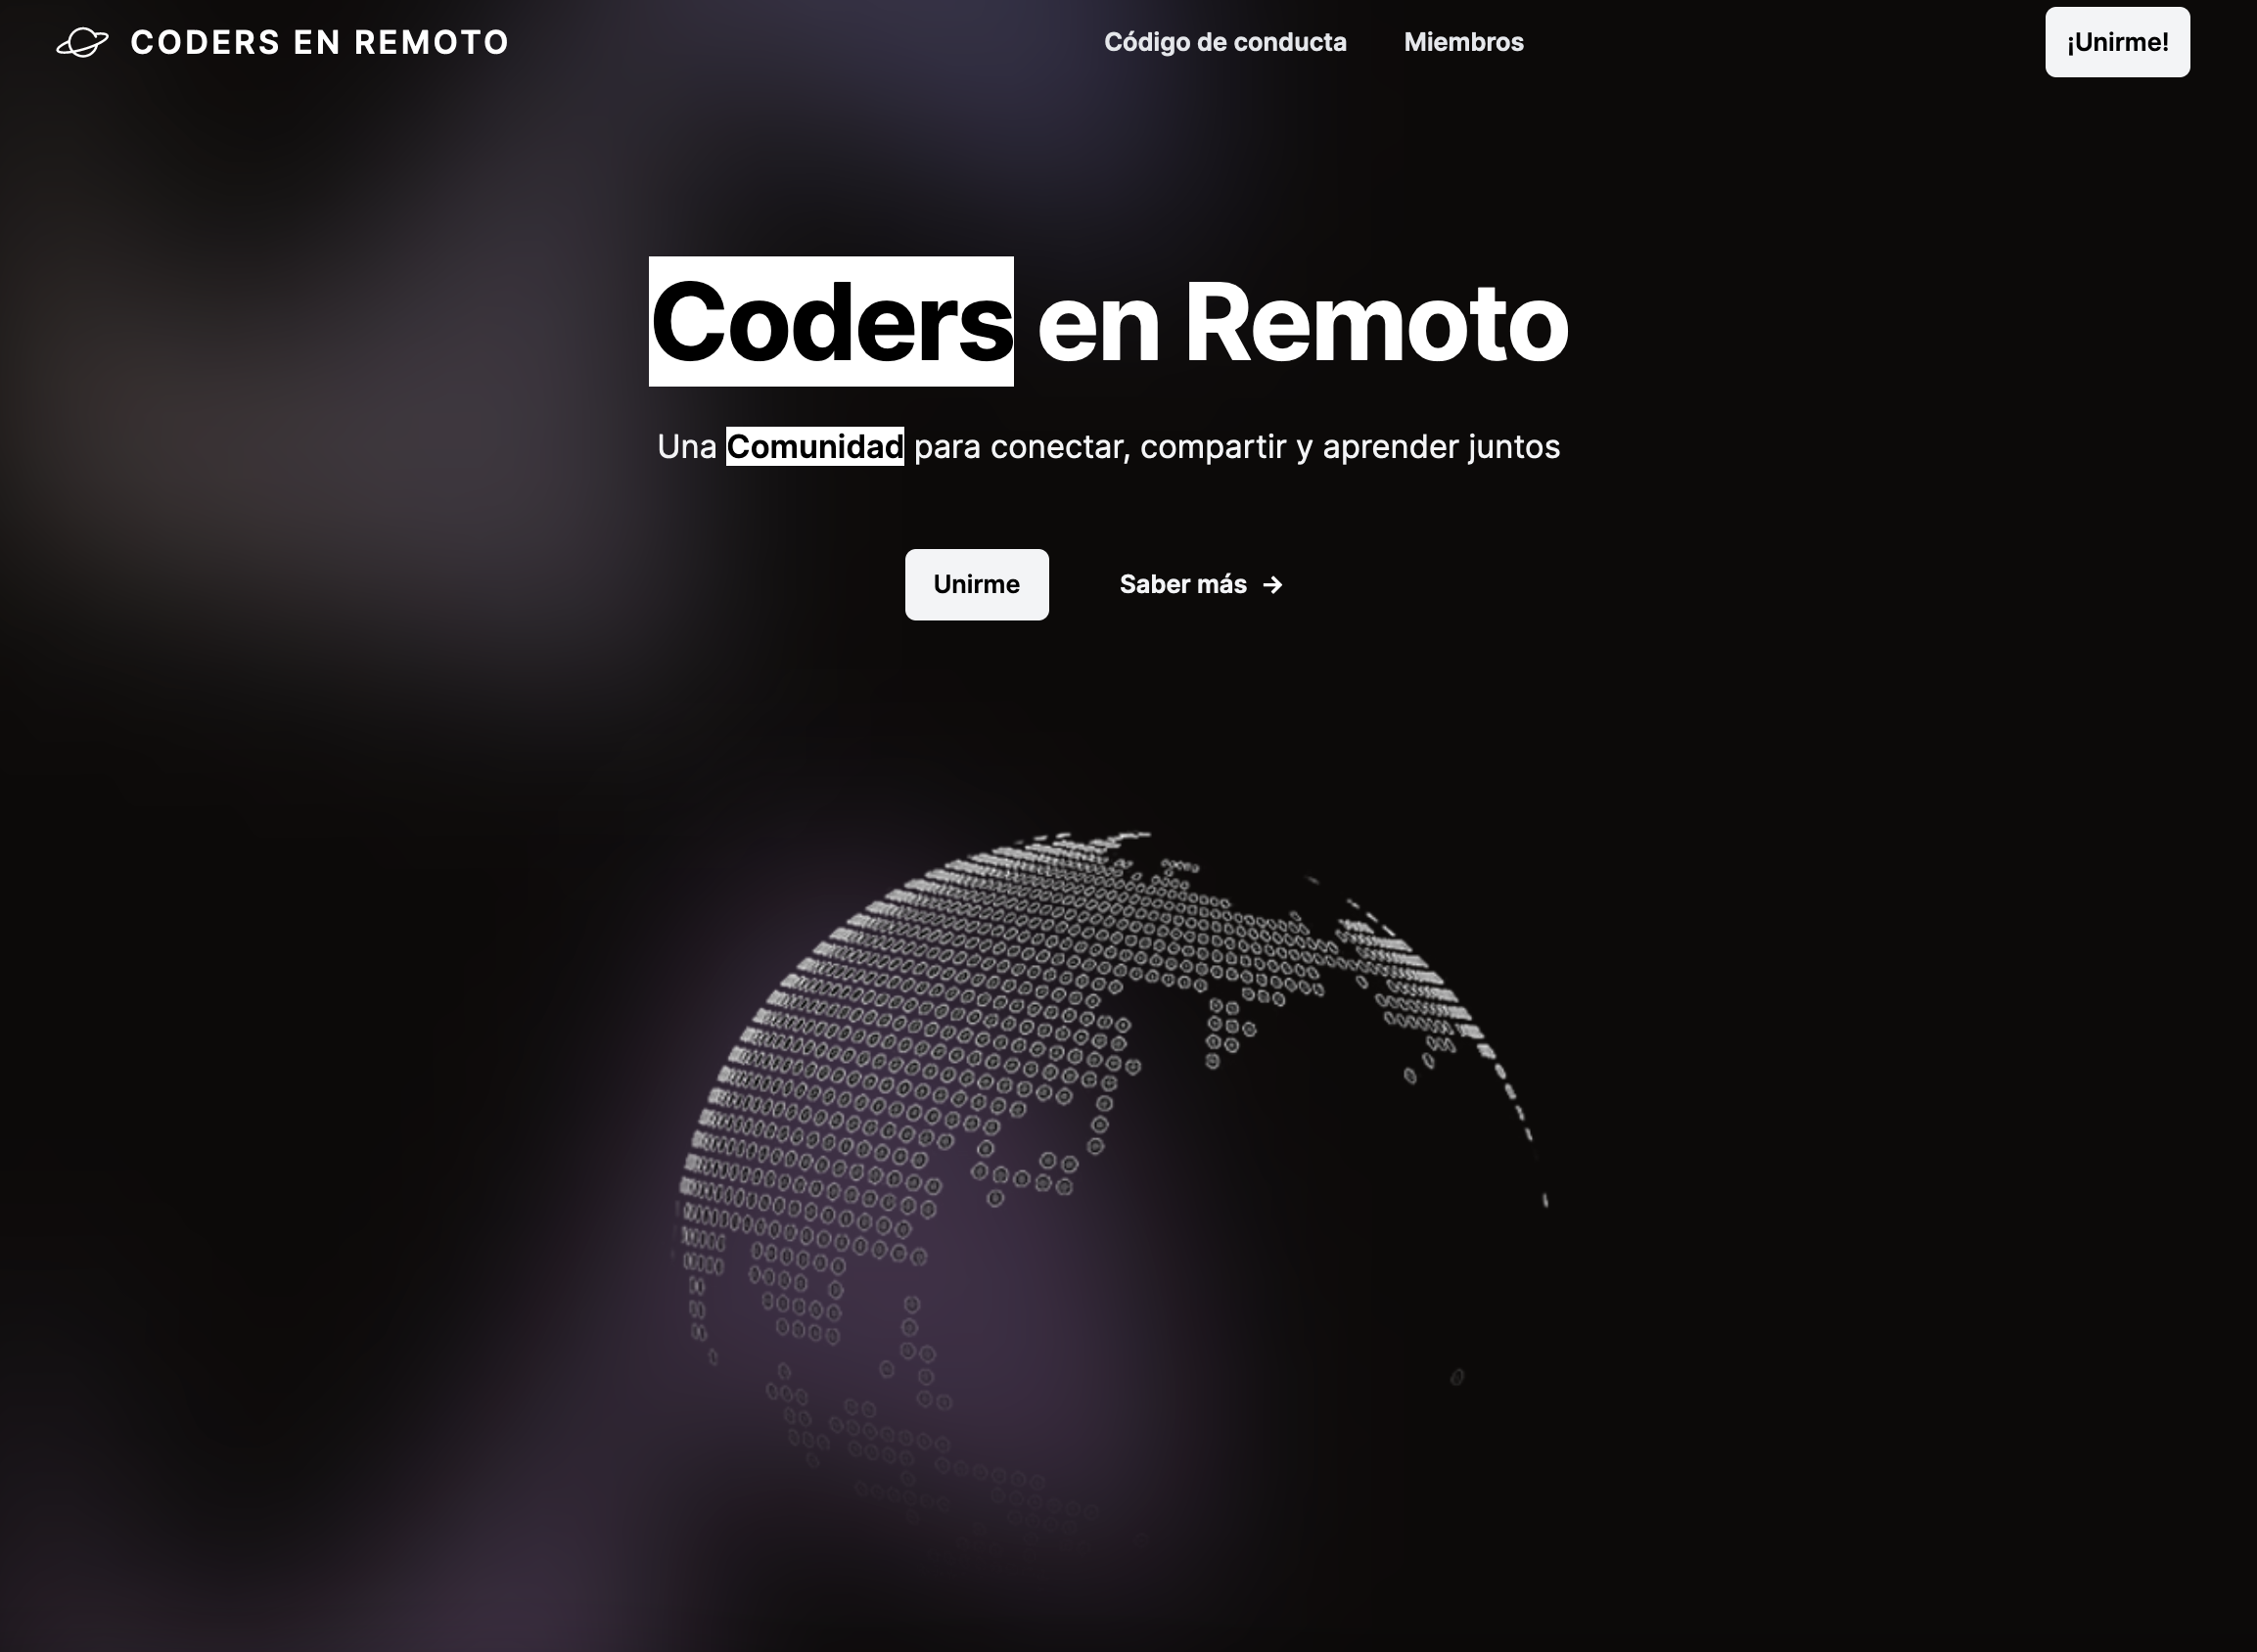 CODERS EN REMOTO
Código de conducta
Miembros
¡Unirme!
Coders en Remoto
Una Comunidad para conectar, compartir y aprender juntos
Unirme
Saber más →